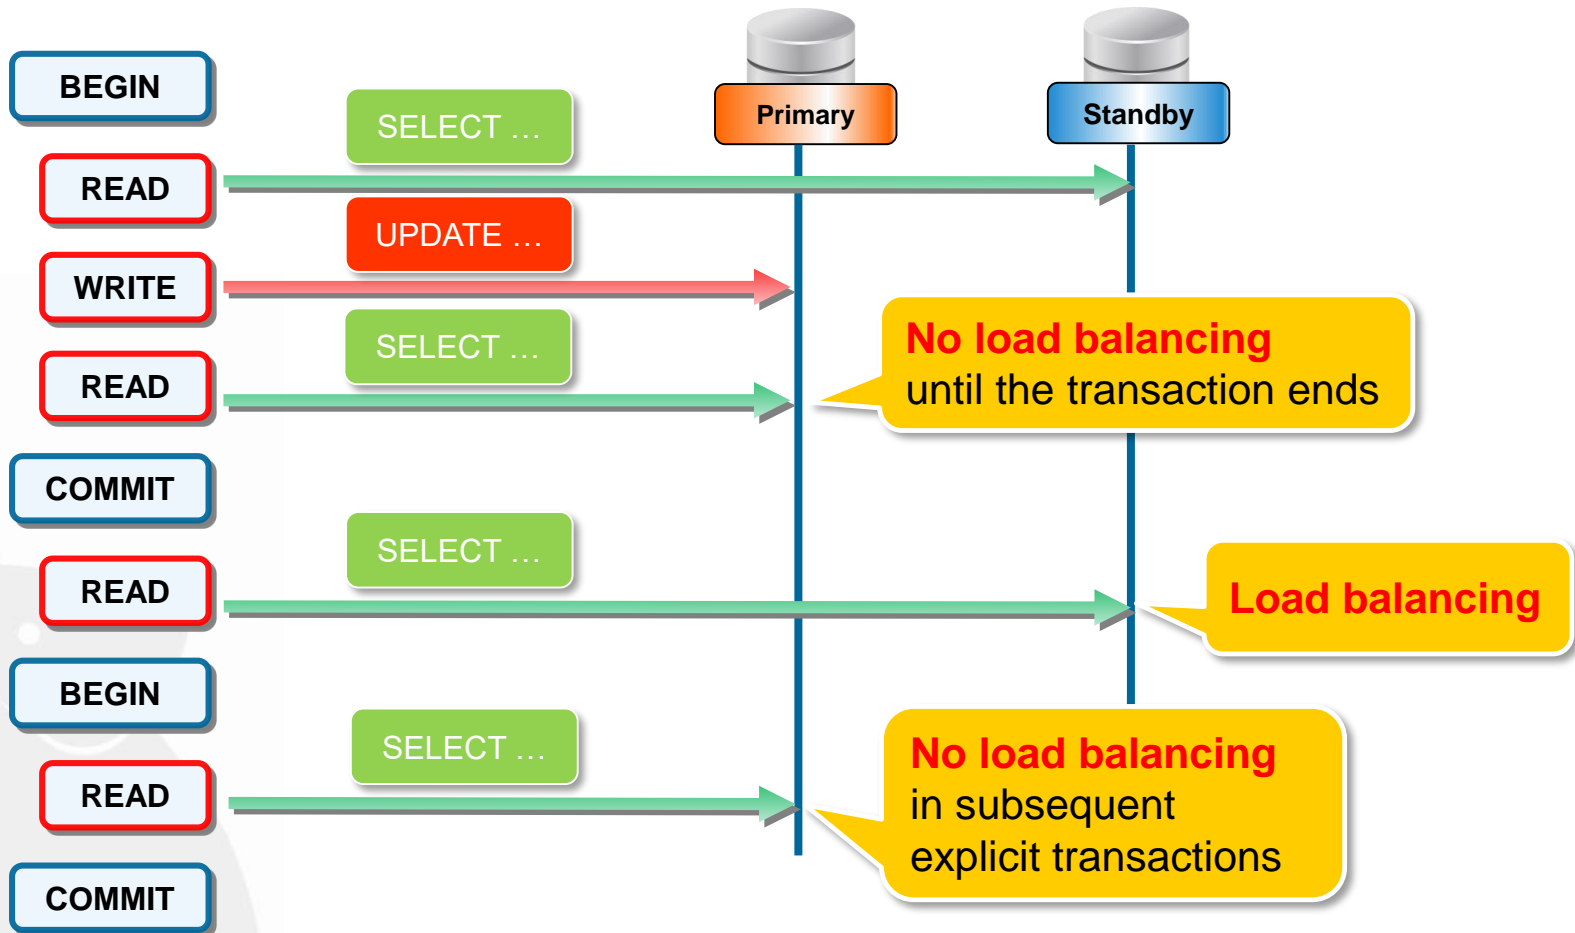 Primary
Standby
BEGIN
SELECT …
READ
UPDATE …
WRITE
SELECT …
READ
No load balancing
until the transaction ends
COMMIT
SELECT …
READ
Load balancing
BEGIN
SELECT …
READ
No load balancing
in subsequent
explicit transactions
COMMIT